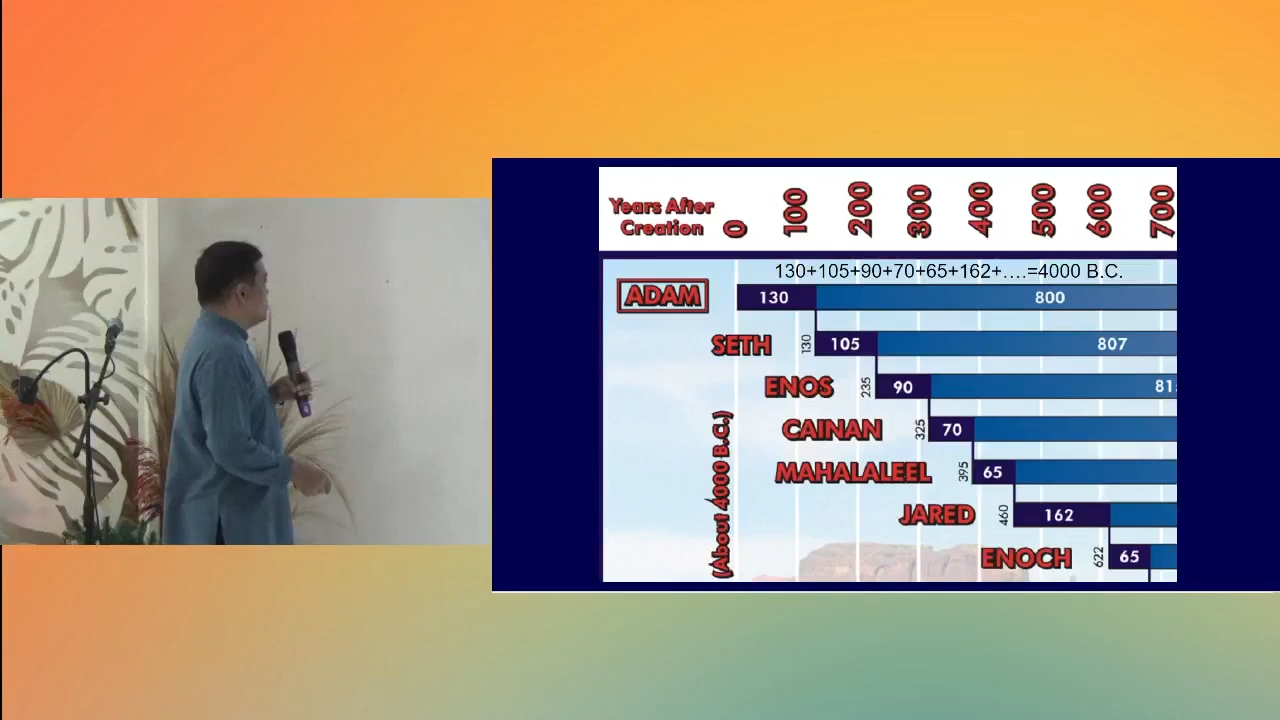 Years After
Creation
0 100 200 300 400 500 600 700
130+105+90+70+65+162+....=4000 B.C.
ADAM 130 800
SETH 130 105 807
ENOS 235 90 81
CAINAN 325 70
MAHALALEEL 395 65
JARED 460 162
ENOCH 622 65
(About 4000 B.C.)